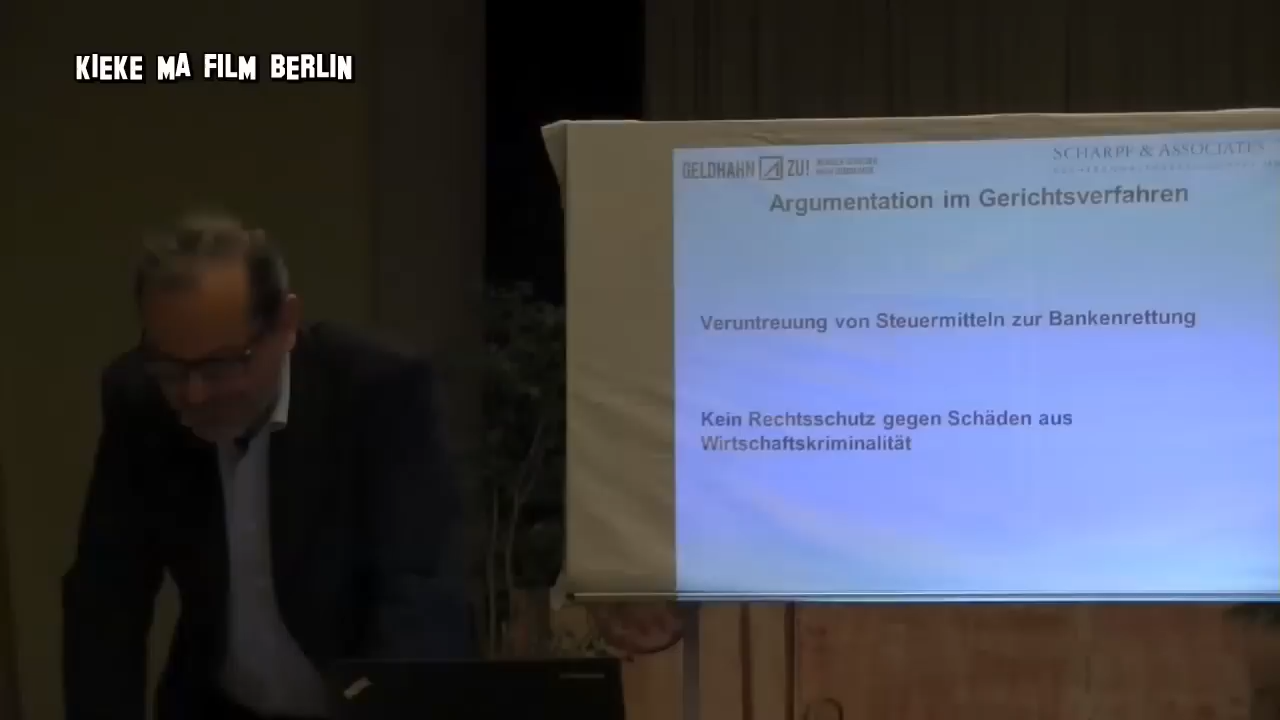 KIEKE MA FILM BERLIN
GELDHAHN ZU!
SCHARPF & ASSOCIATES
Argumentation im Gerichtsverfahren
Veruntreuung von Steuermitteln zur Bankenrettung
Kein Rechtsschutz gegen Schäden aus
Wirtschaftskriminalität